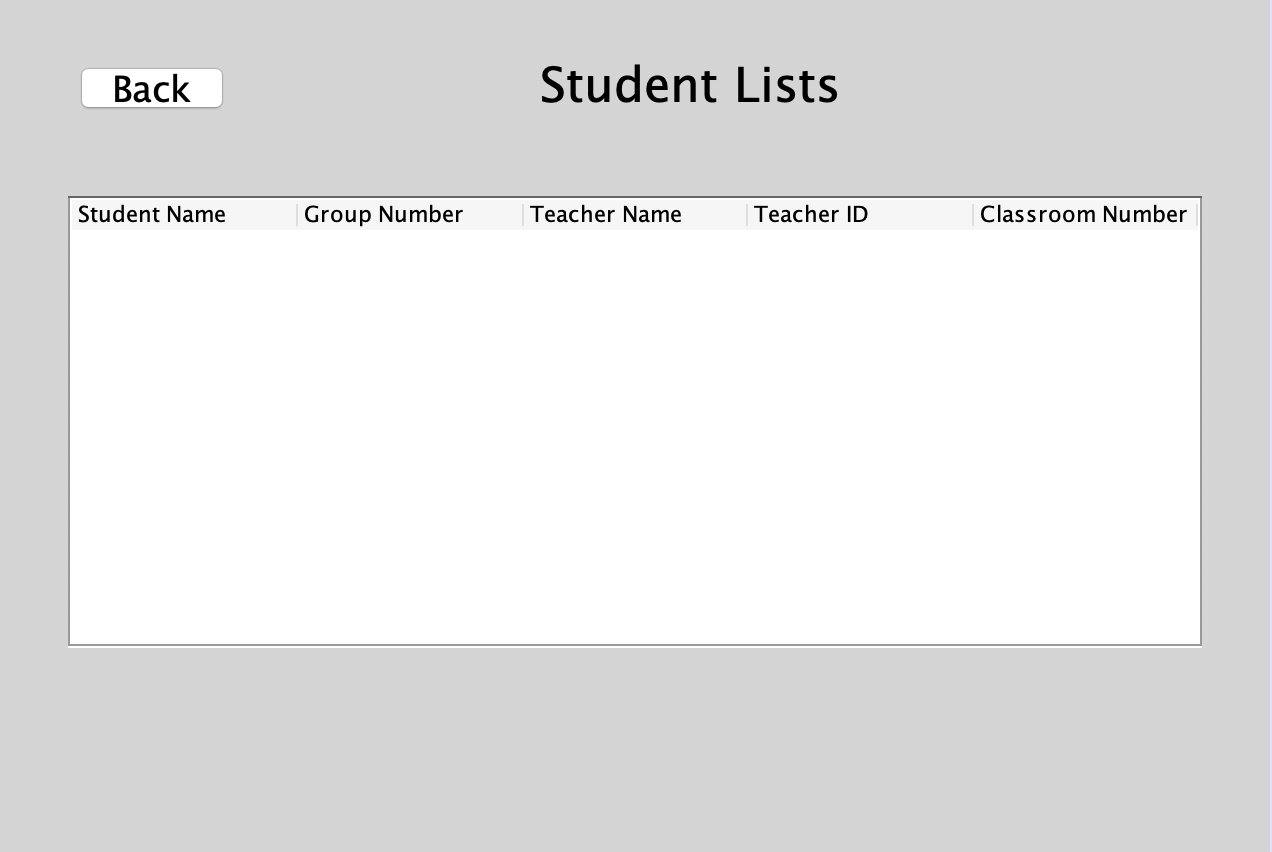 Back
Student Lists
Student Name Group Number Teacher Name Teacher ID Classroom Number